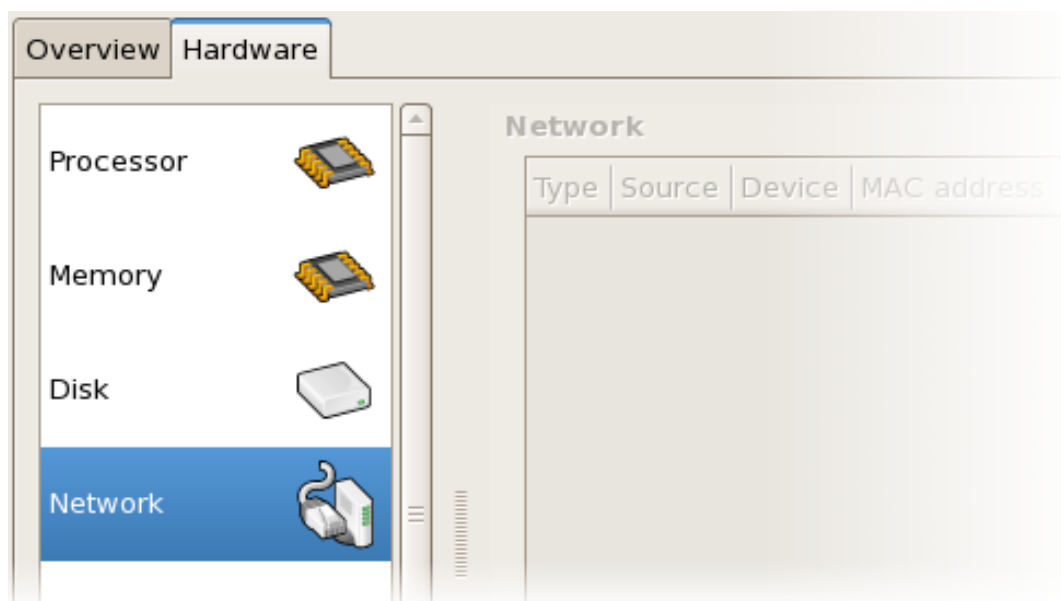 Overview Hardware
Processor
Memory
Disk
Network
Network
Type Source Device MAC address